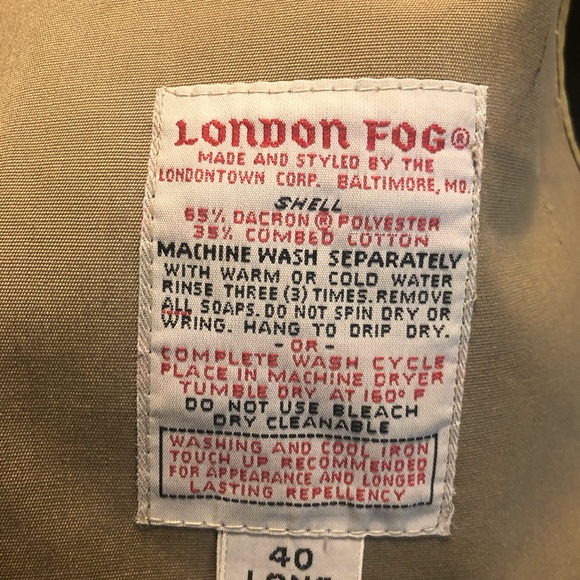 LONDON FOG®
MADE AND STYLED BY THE
LONDONTOWN CORP. BALTIMORE, MD.
SHELL
65% DACRON® POLYESTER
35% COMBED COTTON
MACHINE WASH SEPARATELY
WITH WARM OR COLD WATER
RINSE THREE (3) TIMES. REMOVE
ALL SOAPS. DO NOT SPIN DRY OR
WRING. HANG TO DRIP DRY.
- OR -
COMPLETE WASH CYCLE
PLACE IN MACHINE DRYER
TUMBLE DRY AT 160° F
DO NOT USE BLEACH
DRY CLEANABLE
WASHING AND COOL IRON
TOUCH UP RECOMMENDED
FOR APPEARANCE AND LONGER
LASTING REPELLENCY
40
LONG